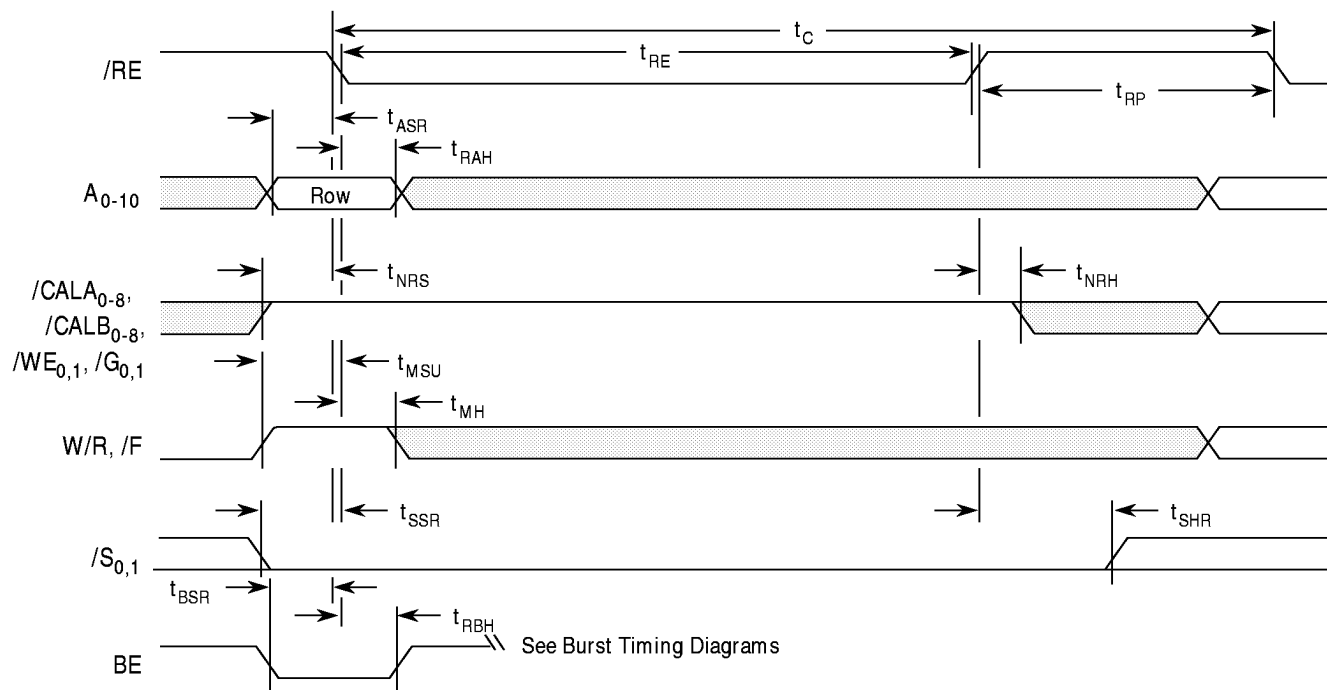 t_C
t_RE
/RE
t_RP
t_ASR
t_RAH
A_0-10
Row
t_NRS
t_NRH
/CALA_0-8,
/CALB_0-8,
/WE_0,1, /G_0,1
t_MSU
t_MH
W/R, /F
t_SSR
t_SHR
/S_0,1
t_BSR
t_RBH
See Burst Timing Diagrams
BE